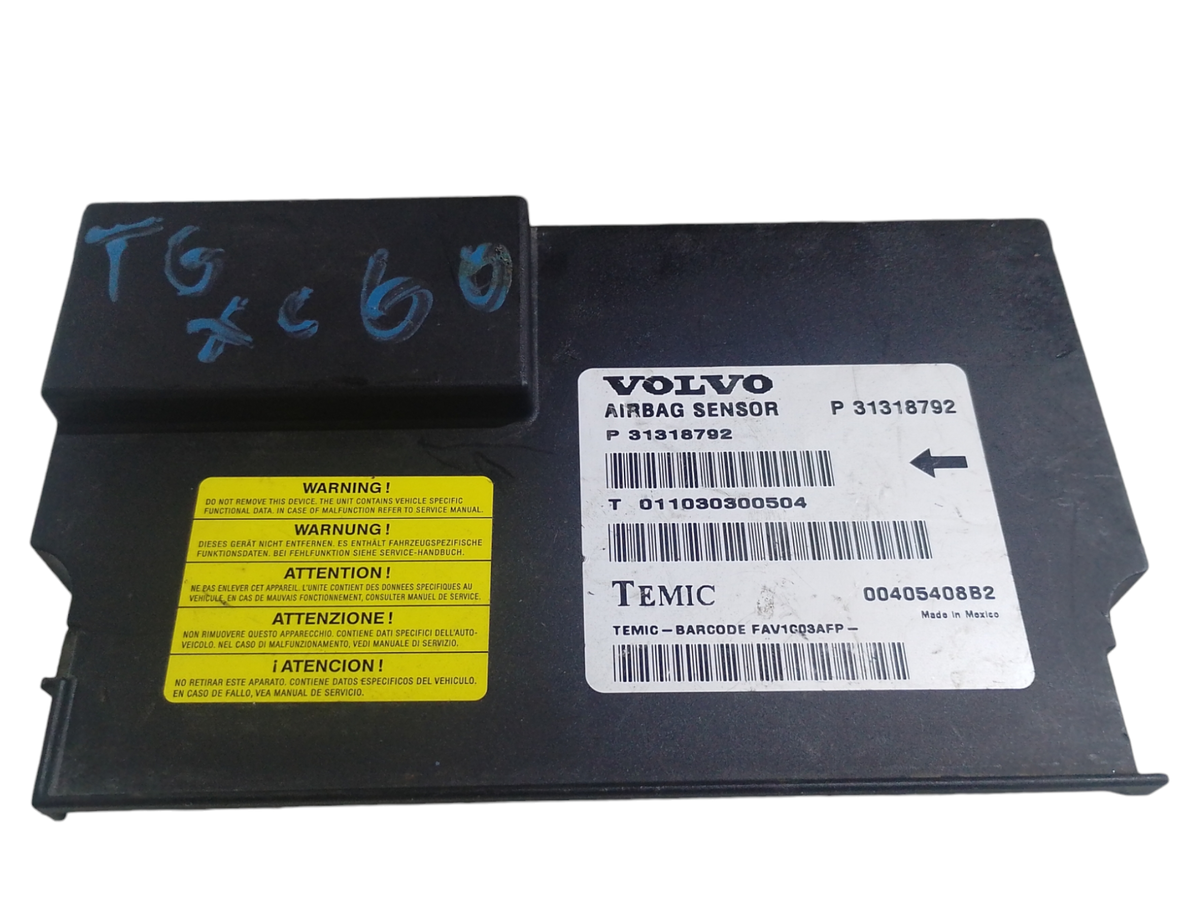 TG
XC60
VOLVO
AIRBAG SENSOR P 31318792
P 31318792
T 011030300504
TEMIC 00405408B2
Made in Mexico
TEMIC-BARCODE FAV1C03AFP-
WARNING!
DO NOT REMOVE THIS DEVICE. THE UNIT CONTAINS VEHICLE SPECIFIC
FUNCTIONAL DATA. IN CASE OF MALFUNCTION REFER TO SERVICE MANUAL.
WARNUNG!
DIESES GERÄT NICHT ENTFERNEN. ES ENTHÄLT FAHRZEUGSPEZIFISCHE
FUNKTIONSDATEN. BEI FEHLFUNKTION SIEHE SERVICE-HANDBUCH.
ATTENTION!
NE PAS ENLEVER CET APPAREIL. L'UNITE CONTIENT DES DONNEES SPECIFIQUES AU
VEHICULE, EN CAS DE MAUVAIS FONCTIONNEMENT, CONSULTER MANUEL DE SERVICE.
ATTENZIONE!
NON RIMUOVERE QUESTO APPARECCHIO. CONTIENE DATI SPECIFICI DELL'AUTO-
VEICOLO. NEL CASO DI MALFUNZIONAMENTO, VEDI MANUALE DI SERVIZIO.
¡ATENCION!
NO RETIRAR ESTE APARATO. CONTIENE DATOS ESPECIFICOS DEL VEHICULO.
EN CASO DE FALLO, VEA MANUAL DE SERVICIO.